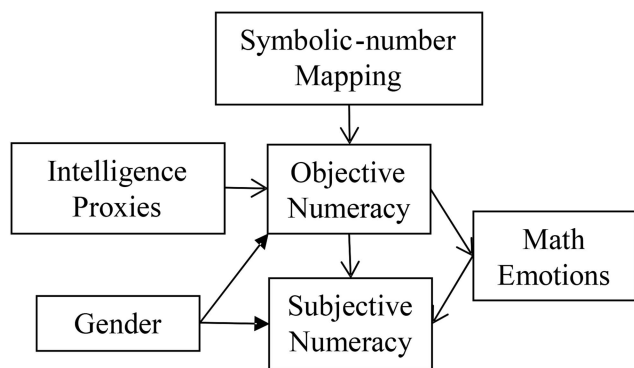 Symbolic-number
Mapping
Intelligence
Proxies
Objective
Numeracy
Math
Emotions
Gender
Subjective
Numeracy